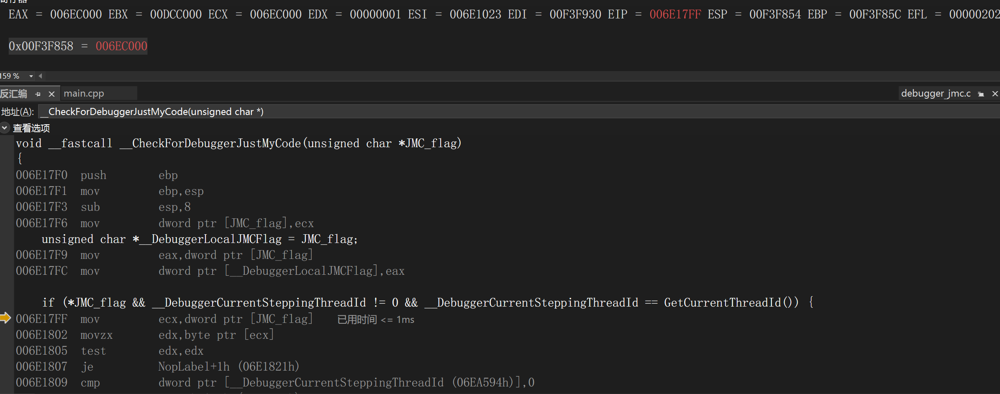 EAX = 006EC000 EBX = 00DCC000 ECX = 006EC000 EDX = 00000001 ESI = 006E1023 EDI = 00F3F930 EIP = 006E17FF ESP = 00F3F854 EBP = 00F3F85C EFL = 00000202
0x00F3F858 = 006EC000
159 %
反汇编 main.cpp debugger_jmc.c
地址(A): __CheckForDebuggerJustMyCode(unsigned char *)
查看选项
void __fastcall __CheckForDebuggerJustMyCode(unsigned char *JMC_flag)
{
006E17F0 push ebp
006E17F1 mov ebp,esp
006E17F3 sub esp,8
006E17F6 mov dword ptr [JMC_flag],ecx
unsigned char *__DebuggerLocalJMCFlag = JMC_flag;
006E17F9 mov eax,dword ptr [JMC_flag]
006E17FC mov dword ptr [__DebuggerLocalJMCFlag],eax
if (*JMC_flag && __DebuggerCurrentSteppingThreadId != 0 && __DebuggerCurrentSteppingThreadId == GetCurrentThreadId()) {
006E17FF mov ecx,dword ptr [JMC_flag] 已用时间 <= 1ms
006E1802 movzx edx,byte ptr [ecx]
006E1805 test edx,edx
006E1807 je NopLabel+1h (06E1821h)
006E1809 cmp dword ptr [__DebuggerCurrentSteppingThreadId (06EA594h)],0